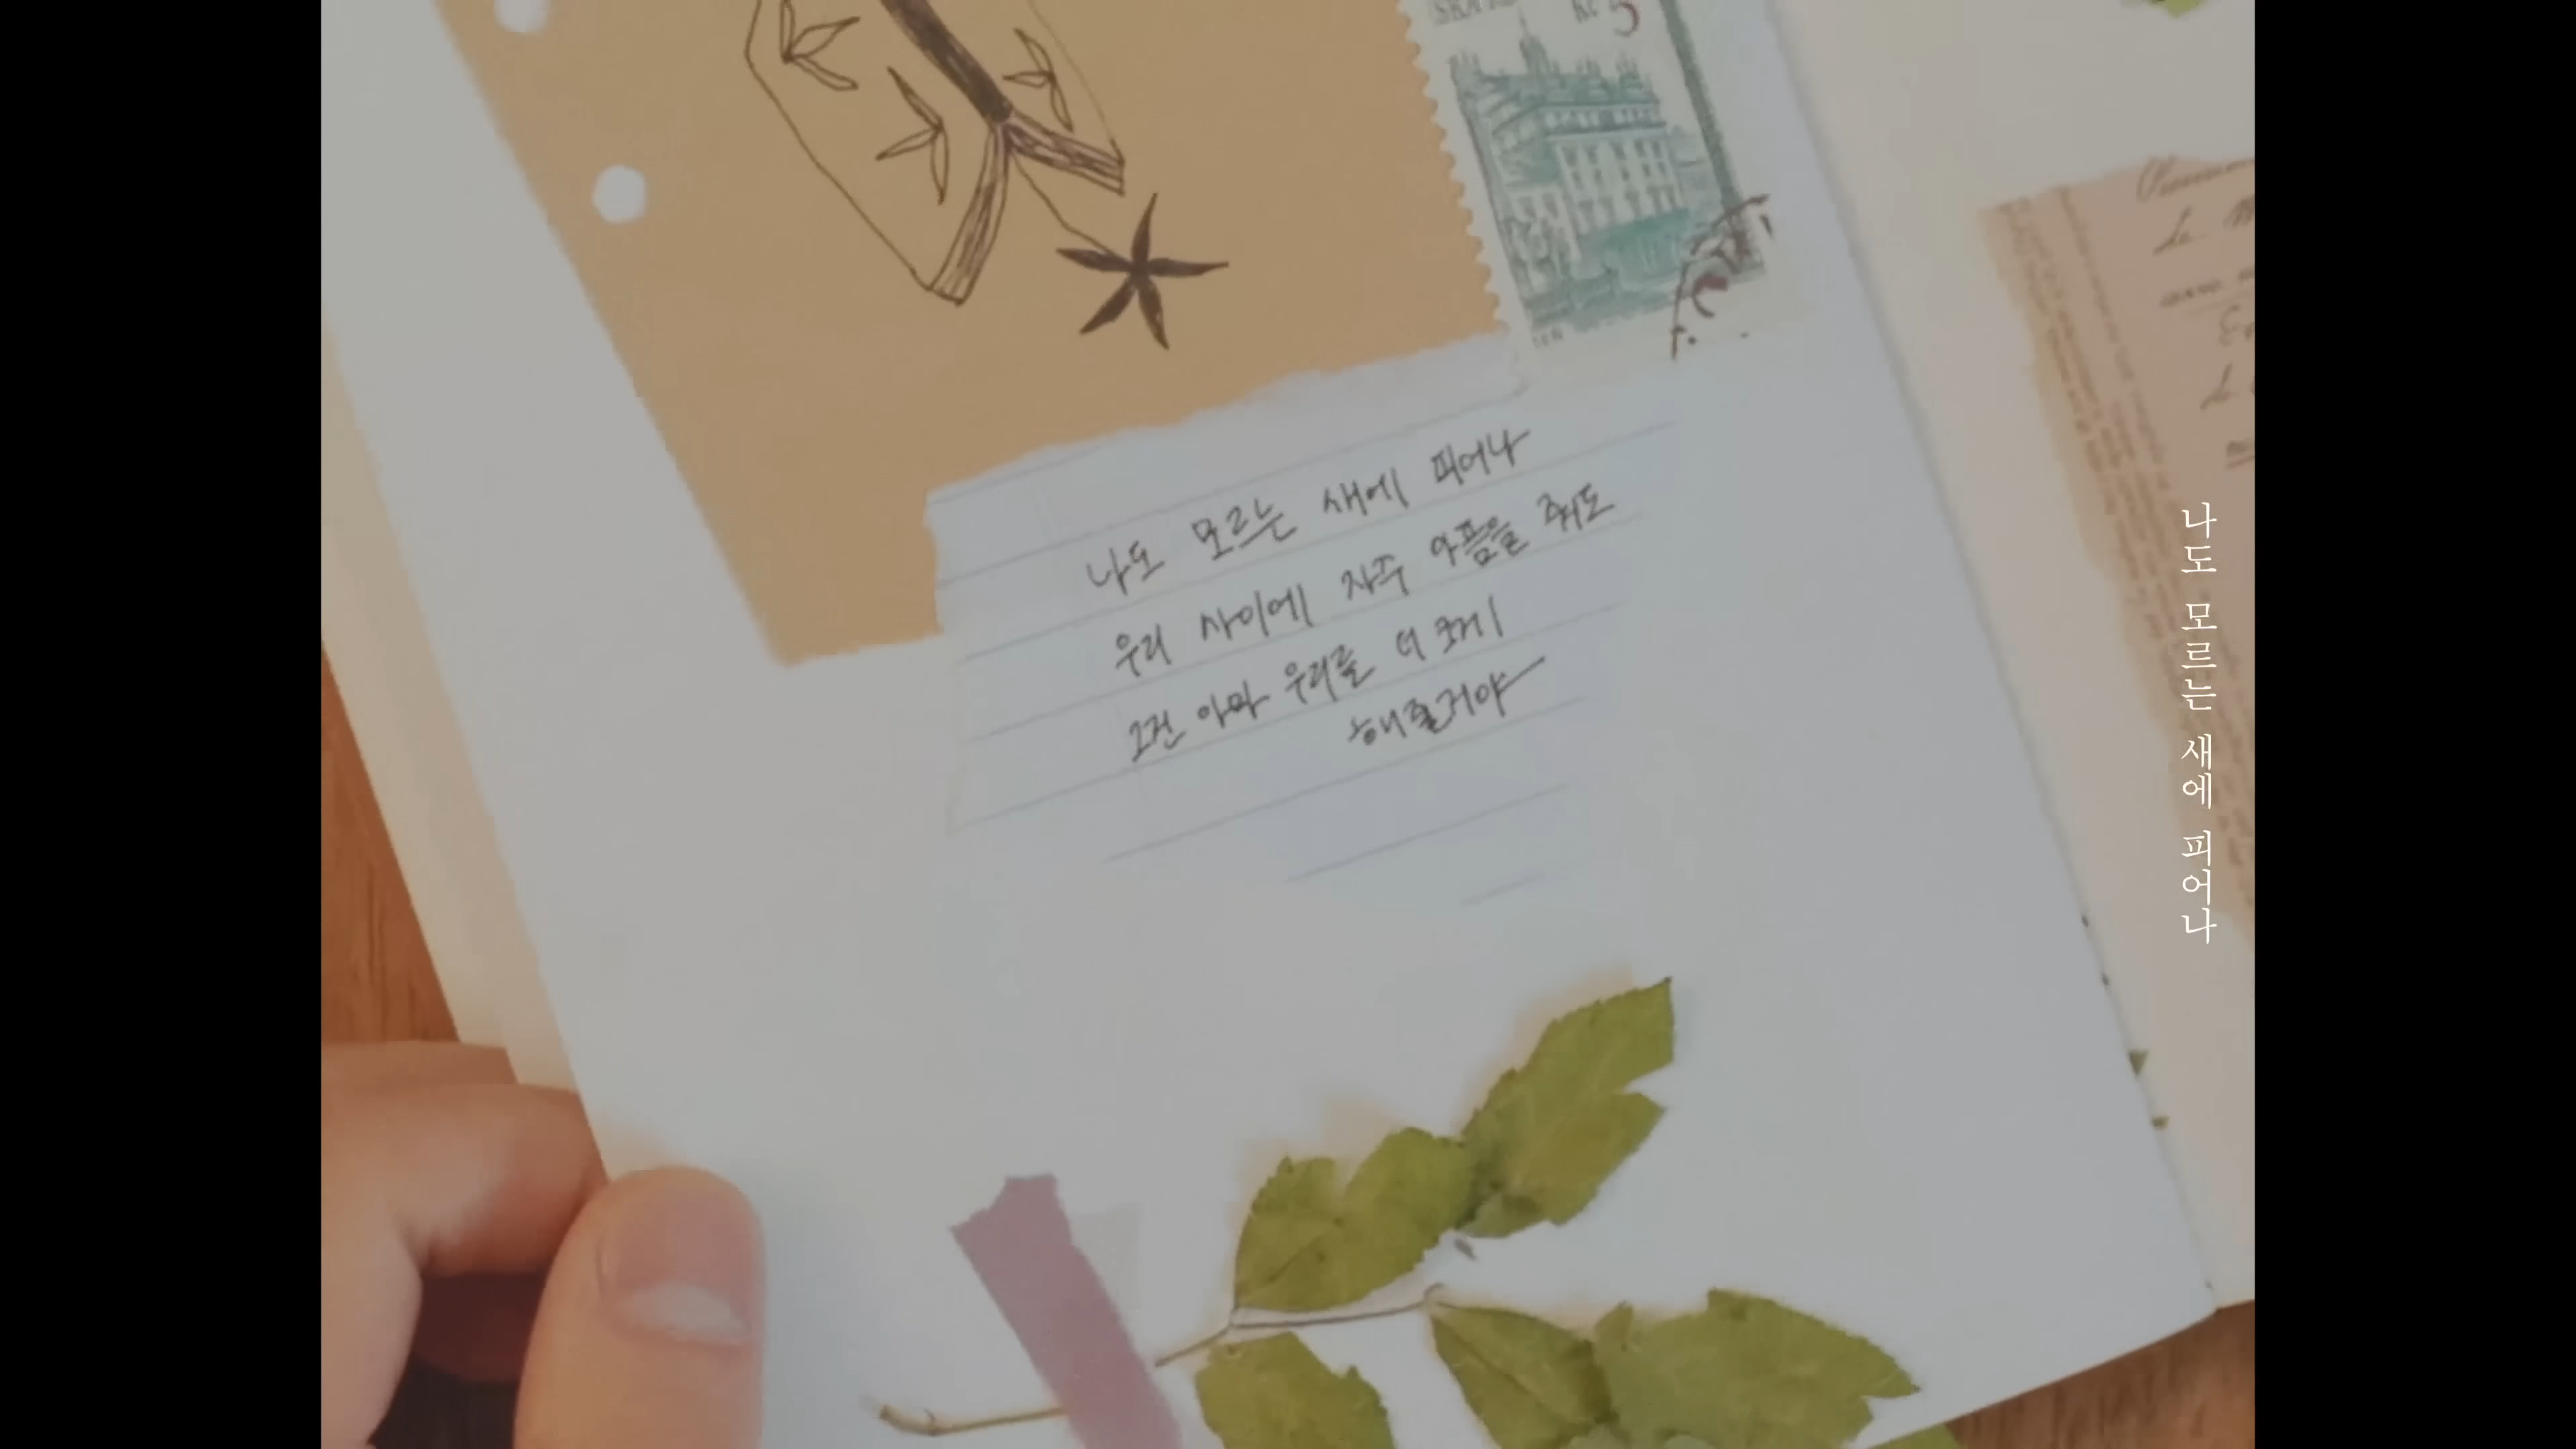 나도 모르는 새에 피어나
우리 사이에 자주 아픔을 줘도
그건 아마 우리를 더 크게
해줄거야
나도 모르는 새에 피어나